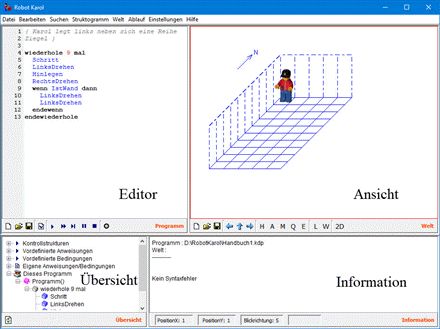 Robot Karol
Datei Bearbeiten Suchen Struktogramm Welt Ablauf Einstellungen Hilfe
1 { Karol legt links neben sich eine Reihe
2 Ziegel }
3
4 wiederhole 9 mal
5 Schritt
6 LinksDrehen
7 Hinlegen
8 RechtsDrehen
9 wenn IstWand dann
10 LinksDrehen
11 LinksDrehen
12 endewenn
13 endewiederhole
Editor
Programm
N
Ansicht
H A M Q E L W 2D
Welt
Kontrollstrukturen
Vordefinierte Anweisungen
Vordefinierte Bedingungen
Eigene Anweisungen/Bedingungen
Dieses Programm
Programm()
wiederhole 9 mal
Schritt
LinksDrehen
Hinlegen
Übersicht
Übersicht
Programm : D:\RobotKarol\Handbuch1.kdp
Welt :
--------
Kein Syntaxfehler
Information
PositionX: 1 PositionY: 1 Blickrichtung: S
Information